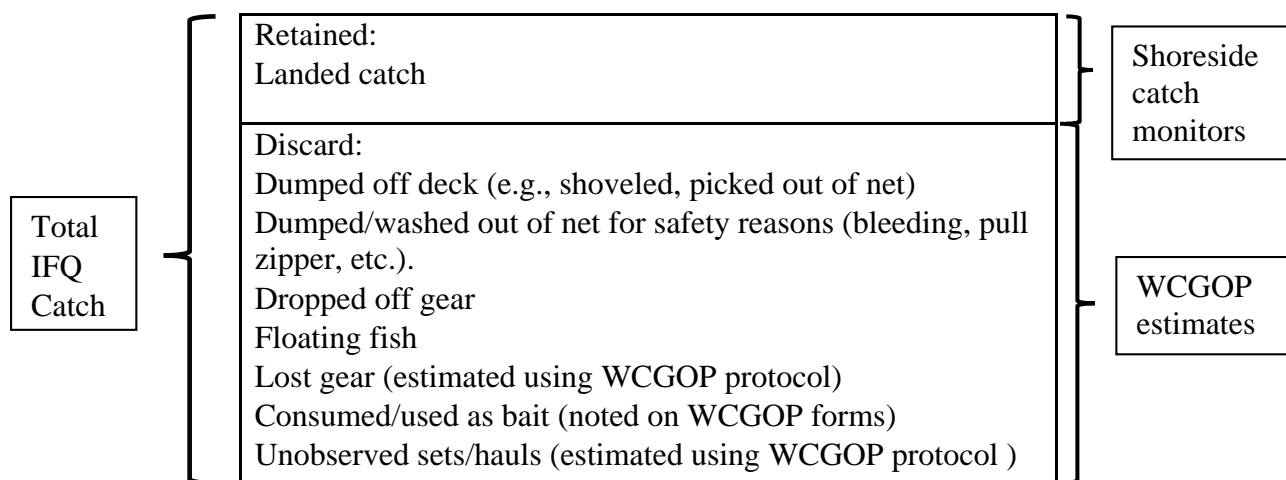 Total
IFQ
Catch
Retained:
Landed catch
Discard:
Dumped off deck (e.g., shoveled, picked out of net)
Dumped/washed out of net for safety reasons (bleeding, pull
zipper, etc.).
Dropped off gear
Floating fish
Lost gear (estimated using WCGOP protocol)
Consumed/used as bait (noted on WCGOP forms)
Unobserved sets/hauls (estimated using WCGOP protocol )
Shoreside
catch
monitors
WCGOP
estimates